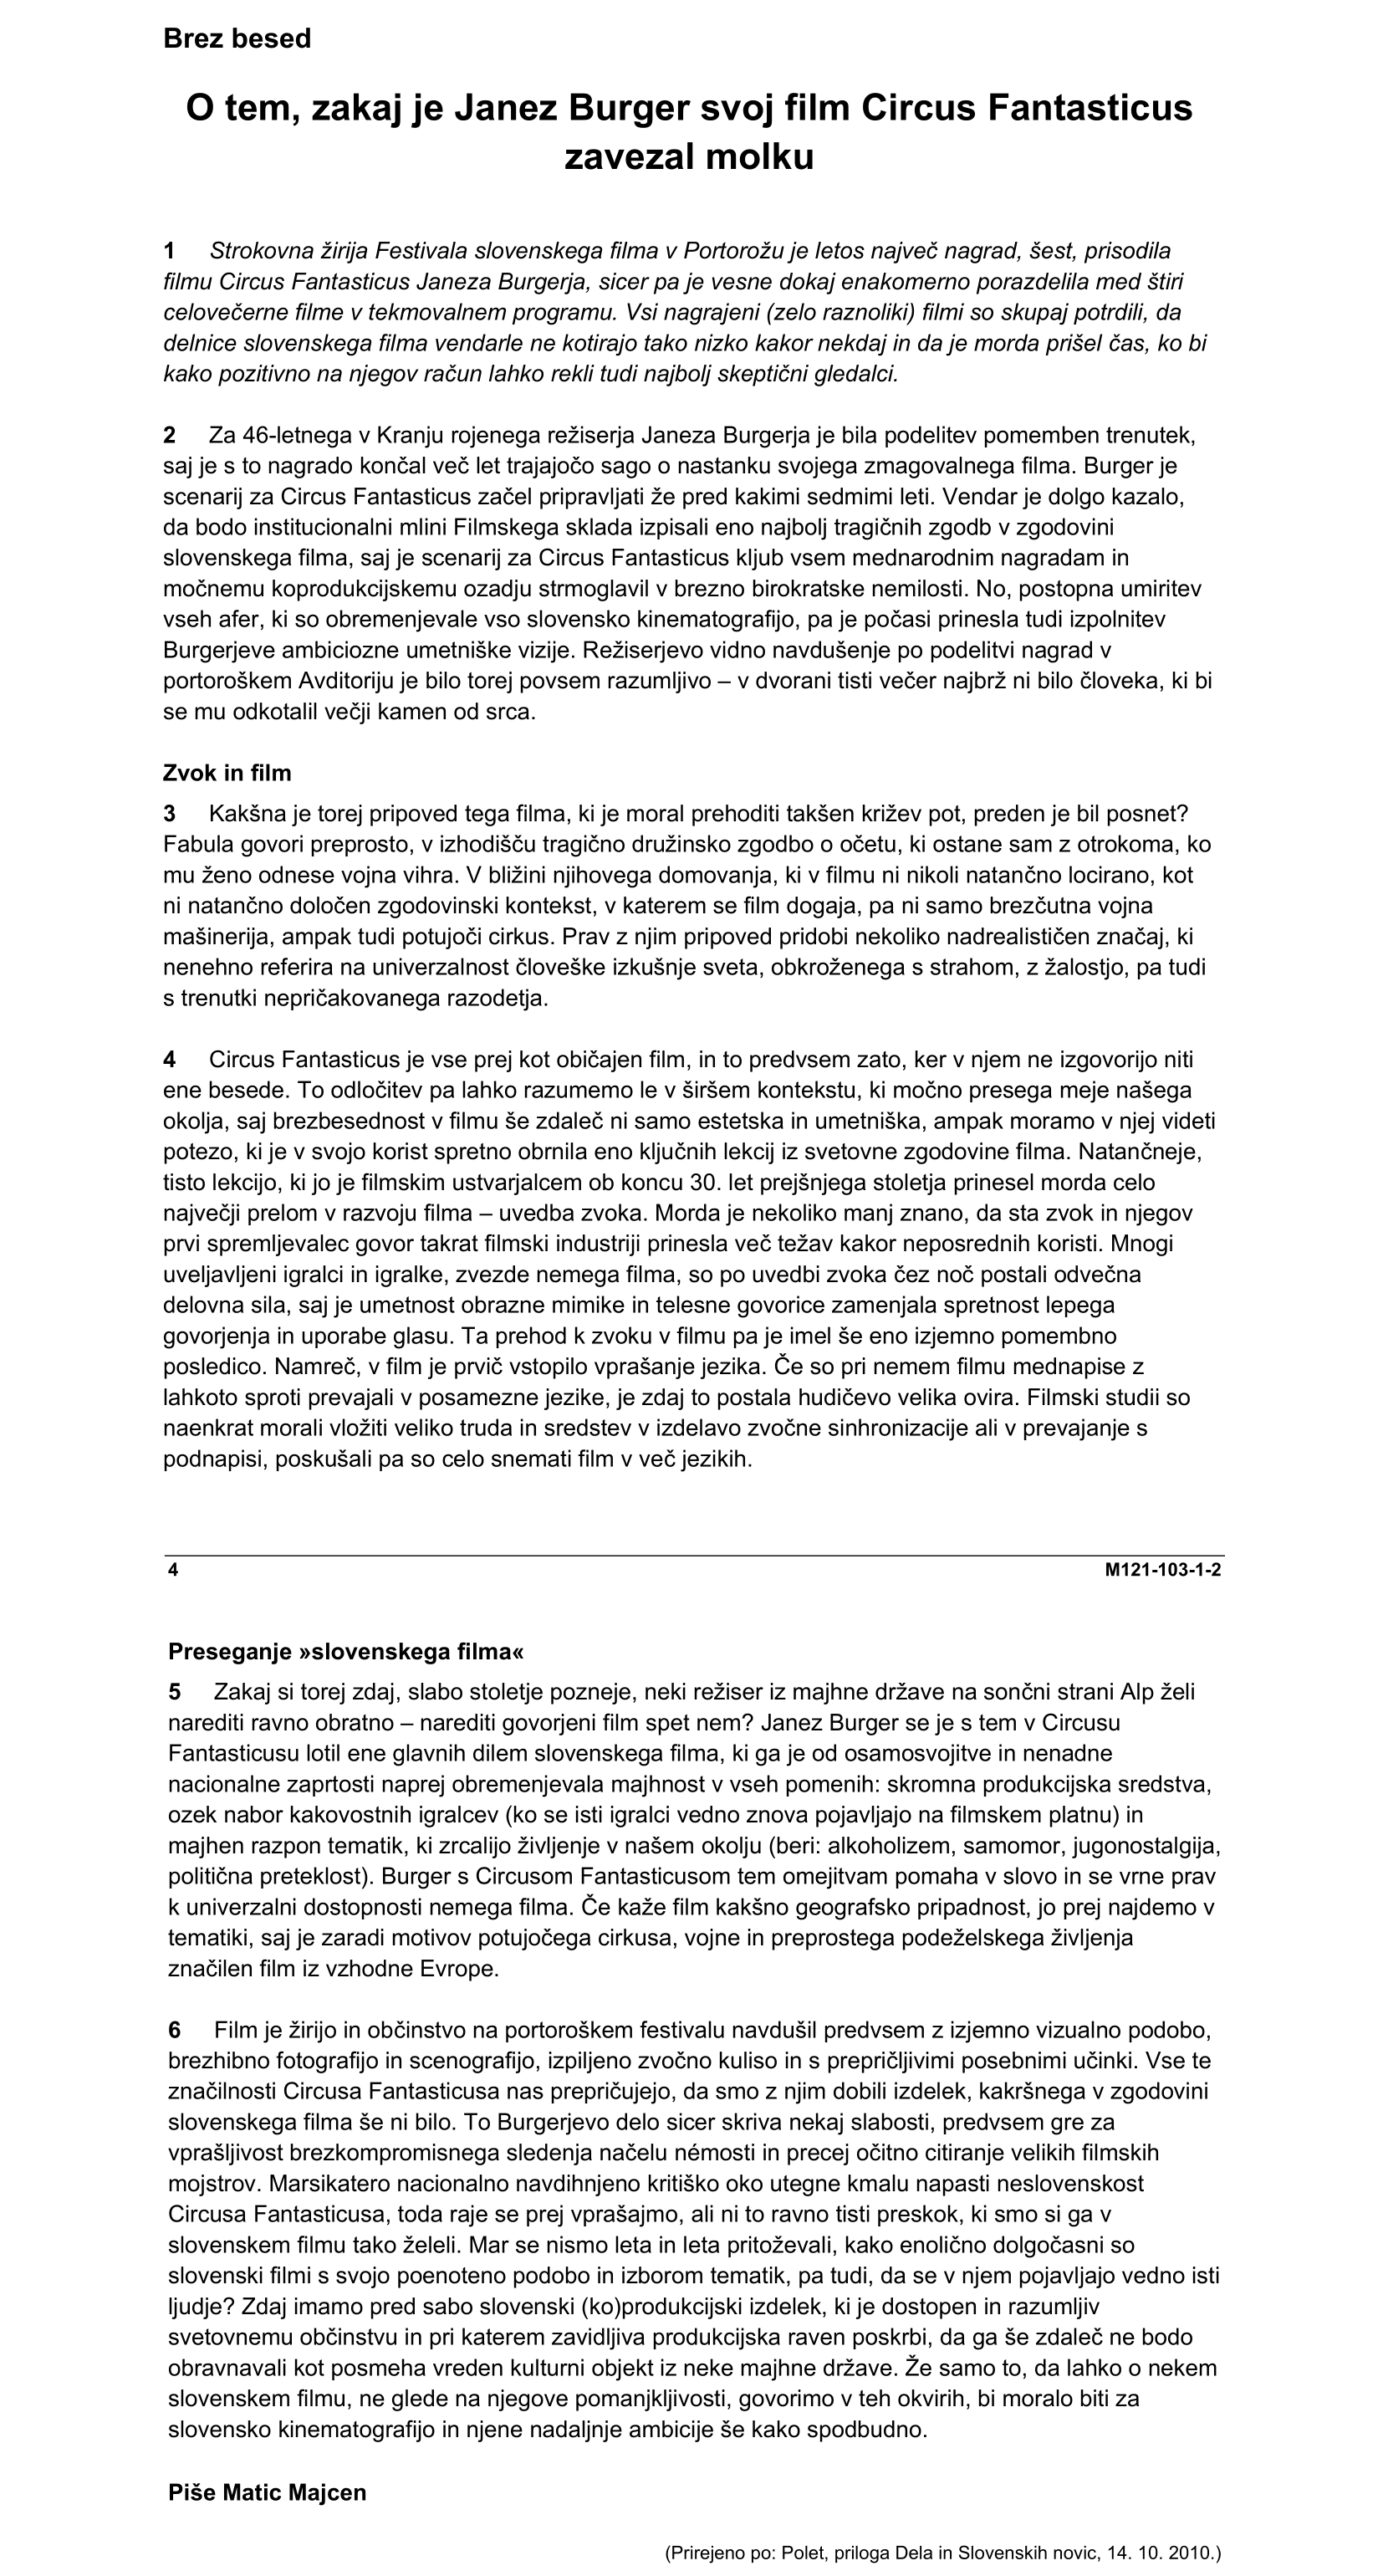 Brez besed
O tem, zakaj je Janez Burger svoj film Circus Fantasticus
zavezal molku
1 Strokovna žirija Festivala slovenskega filma v Portorožu je letos največ nagrad, šest, prisodila
filmu Circus Fantasticus Janeza Burgerja, sicer pa je vesne dokaj enakomerno porazdelila med štiri
celovečerne filme v tekmovalnem programu. Vsi nagrajeni (zelo raznoliki) filmi so skupaj potrdili, da
delnice slovenskega filma vendarle ne kotirajo tako nizko kakor nekdaj in da je morda prišel čas, ko bi
kako pozitivno na njegov račun lahko rekli tudi najbolj skeptični gledalci.
2 Za 46-letnega v Kranju rojenega režiserja Janeza Burgerja je bila podelitev pomemben trenutek,
saj je s to nagrado končal več let trajajočo sago o nastanku svojega zmagovalnega filma. Burger je
scenarij za Circus Fantasticus začel pripravljati že pred kakimi sedmimi leti. Vendar je dolgo kazalo,
da bodo institucionalni mlini Filmskega sklada izpisali eno najbolj tragičnih zgodb v zgodovini
slovenskega filma, saj je scenarij za Circus Fantasticus kljub vsem mednarodnim nagradam in
močnemu koprodukcijskemu ozadju strmoglavil v brezno birokratske nemilosti. No, postopna umiritev
vseh afer, ki so obremenjevale vso slovensko kinematografijo, pa je počasi prinesla tudi izpolnitev
Burgerjeve ambiciozne umetniške vizije. Režiserjevo vidno navdušenje po podelitvi nagrad v
portoroškem Avditoriju je bilo torej povsem razumljivo – v dvorani tisti večer najbrž ni bilo človeka, ki bi
se mu odkotalil večji kamen od srca.
Zvok in film
3 Kakšna je torej pripoved tega filma, ki je moral prehoditi takšen križev pot, preden je bil posnet?
Fabula govori preprosto, v izhodišču tragično družinsko zgodbo o očetu, ki ostane sam z otrokoma, ko
mu ženo odnese vojna vihra. V bližini njihovega domovanja, ki v filmu ni nikoli natančno locirano, kot
ni natančno določen zgodovinski kontekst, v katerem se film dogaja, pa ni samo brezčutna vojna
mašinerija, ampak tudi potujoči cirkus. Prav z njim pripoved pridobi nekoliko nadrealističen značaj, ki
nenehno referira na univerzalnost človeške izkušnje sveta, obkroženega s strahom, z žalostjo, pa tudi
s trenutki nepričakovanega razodetja.
4 Circus Fantasticus je vse prej kot običajen film, in to predvsem zato, ker v njem ne izgovorijo niti
ene besede. To odločitev pa lahko razumemo le v širšem kontekstu, ki močno presega meje našega
okolja, saj brezbesednost v filmu še zdaleč ni samo estetska in umetniška, ampak moramo v njej videti
potezo, ki je v svojo korist spretno obrnila eno ključnih lekcij iz svetovne zgodovine filma. Natančneje,
tisto lekcijo, ki jo je filmskim ustvarjalcem ob koncu 30. let prejšnjega stoletja prinesel morda celo
največji prelom v razvoju filma – uvedba zvoka. Morda je nekoliko manj znano, da sta zvok in njegov
prvi spremljevalec govor takrat filmski industriji prinesla več težav kakor neposrednih koristi. Mnogi
uveljavljeni igralci in igralke, zvezde nemega filma, so po uvedbi zvoka čez noč postali odvečna
delovna sila, saj je umetnost obrazne mimike in telesne govorice zamenjala spretnost lepega
govorjenja in uporabe glasu. Ta prehod k zvoku v filmu pa je imel še eno izjemno pomembno
posledico. Namreč, v film je prvič vstopilo vprašanje jezika. Če so pri nemem filmu mednapise z
lahkoto sproti prevajali v posamezne jezike, je zdaj to postala hudičevo velika ovira. Filmski studii so
naenkrat morali vložiti veliko truda in sredstev v izdelavo zvočne sinhronizacije ali v prevajanje s
podnapisi, poskušali pa so celo snemati film v več jezikih.
4 M121-103-1-2
Preseganje »slovenskega filma«
5 Zakaj si torej zdaj, slabo stoletje pozneje, neki režiser iz majhne države na sončni strani Alp želi
narediti ravno obratno – narediti govorjeni film spet nem? Janez Burger se je s tem v Circusu
Fantasticusu lotil ene glavnih dilem slovenskega filma, ki ga je od osamosvojitve in nenadne
nacionalne zaprtosti naprej obremenjevala majhnost v vseh pomenih: skromna produkcijska sredstva,
ozek nabor kakovostnih igralcev (ko se isti igralci vedno znova pojavljajo na filmskem platnu) in
majhen razpon tematik, ki zrcalijo življenje v našem okolju (beri: alkoholizem, samomor, jugonostalgija,
politična preteklost). Burger s Circusom Fantasticusom tem omejitvam pomaha v slovo in se vrne prav
k univerzalni dostopnosti nemega filma. Če kaže film kakšno geografsko pripadnost, jo prej najdemo v
tematiki, saj je zaradi motivov potujočega cirkusa, vojne in preprostega podeželskega življenja
značilen film iz vzhodne Evrope.
6 Film je žirijo in občinstvo na portoroškem festivalu navdušil predvsem z izjemno vizualno podobo,
brezhibno fotografijo in scenografijo, izpiljeno zvočno kuliso in s prepričljivimi posebnimi učinki. Vse te
značilnosti Circusa Fantasticusa nas prepričujejo, da smo z njim dobili izdelek, kakršnega v zgodovini
slovenskega filma še ni bilo. To Burgerjevo delo sicer skriva nekaj slabosti, predvsem gre za
vprašljivost brezkompromisnega sledenja načelu némosti in precej očitno citiranje velikih filmskih
mojstrov. Marsikatero nacionalno navdihnjeno kritiško oko utegne kmalu napasti neslovenskost
Circusa Fantasticusa, toda raje se prej vprašajmo, ali ni to ravno tisti preskok, ki smo si ga v
slovenskem filmu tako želeli. Mar se nismo leta in leta pritoževali, kako enolično dolgočasni so
slovenski filmi s svojo poenoteno podobo in izborom tematik, pa tudi, da se v njem pojavljajo vedno isti
ljudje? Zdaj imamo pred sabo slovenski (ko)produkcijski izdelek, ki je dostopen in razumljiv
svetovnemu občinstvu in pri katerem zavidljiva produkcijska raven poskrbi, da ga še zdaleč ne bodo
obravnavali kot posmeha vreden kulturni objekt iz neke majhne države. Že samo to, da lahko o nekem
slovenskem filmu, ne glede na njegove pomanjkljivosti, govorimo v teh okvirih, bi moralo biti za
slovensko kinematografijo in njene nadaljnje ambicije še kako spodbudno.
Piše Matic Majcen
(Prirejeno po: Polet, priloga Dela in Slovenskih novic, 14. 10. 2010.)